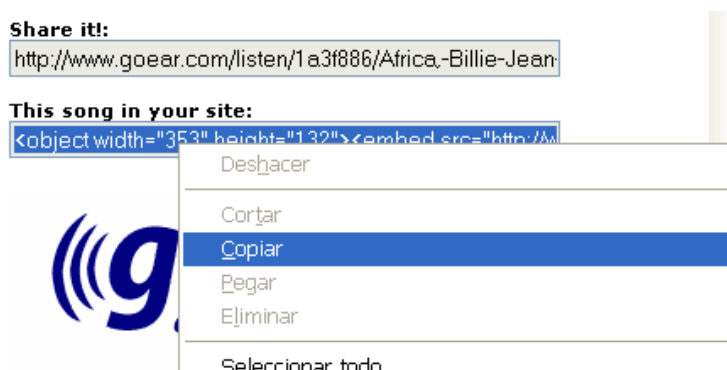 Share it!:
http://www.goear.com/listen/1a3f886/Africa,-Billie-Jean-
This song in your site:
<object width="353" height="132"><embed src="http://w
Deshacer
Cortar
Copiar
Pegar
Eliminar
Seleccionar todo
((( g